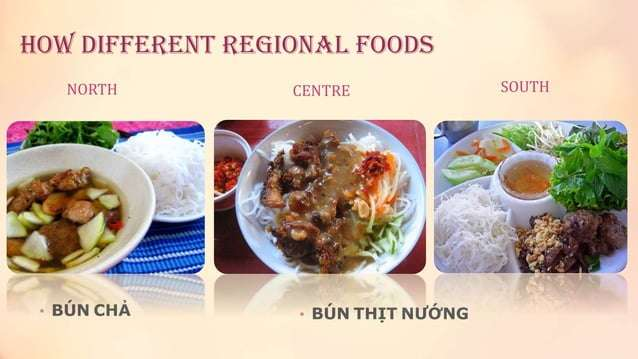 HOW DIFFERENT REGIONAL FOODS
NORTH
CENTRE
SOUTH
• BÚN CHẢ
• BÚN THỊT NƯỚNG